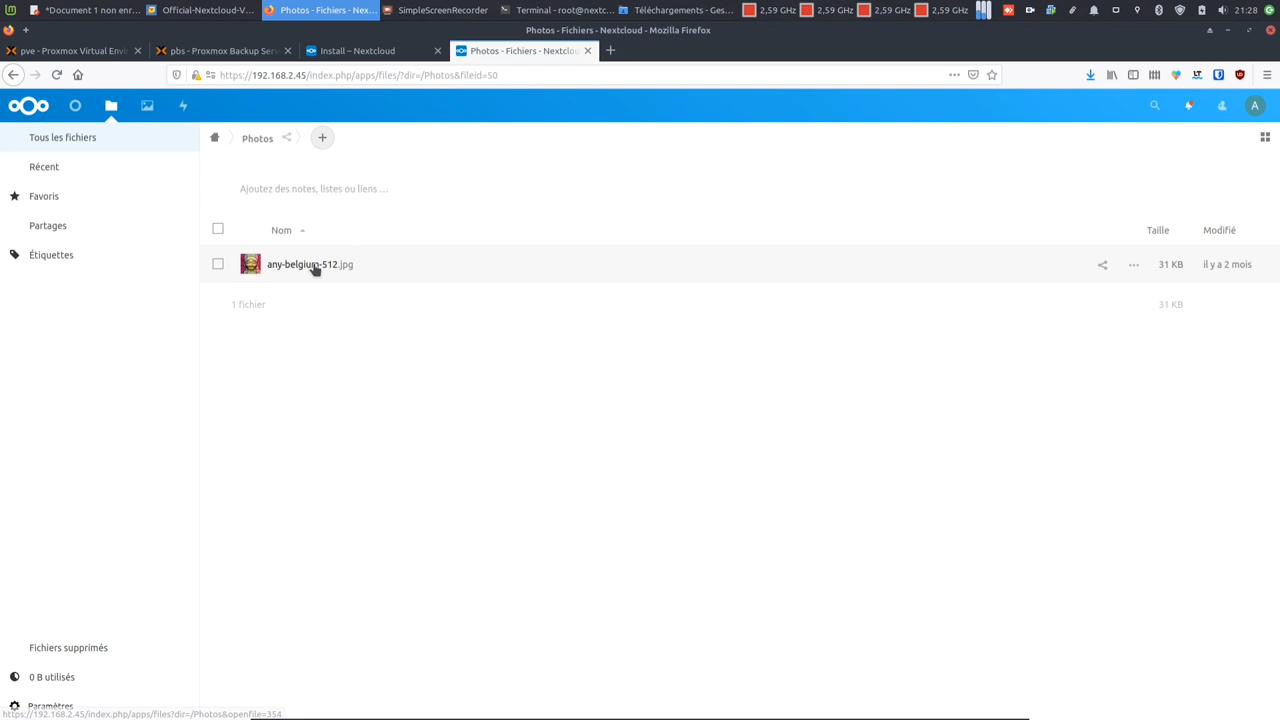 *Document 1 non enr...
Official-Nextcloud-V...
Photos - Fichiers - Nex...
SimpleScreenRecorder
Terminal - root@nextc...
Téléchargements - Ges...
2,59 GHz
2,59 GHz
2,59 GHz
2,59 GHz
21:28
Photos - Fichiers - Nextcloud - Mozilla Firefox
pve - Proxmox Virtual Envi
pbs - Proxmox Backup Serv
Install – Nextcloud
Photos - Fichiers - Nextclou
https://192.168.2.45/index.php/apps/files/?dir=/Photos&fileid=50
A
Tous les fichiers
Photos
Récent
Ajoutez des notes, listes ou liens …
Favoris
Partages
Nom
Taille
Modifié
Étiquettes
any-belgium-512.jpg
31 KB
il y a 2 mois
1 fichier
31 KB
Fichiers supprimés
0 B utilisés
Paramètres
https://192.168.2.45/index.php/apps/files?dir=/Photos&openfile=354